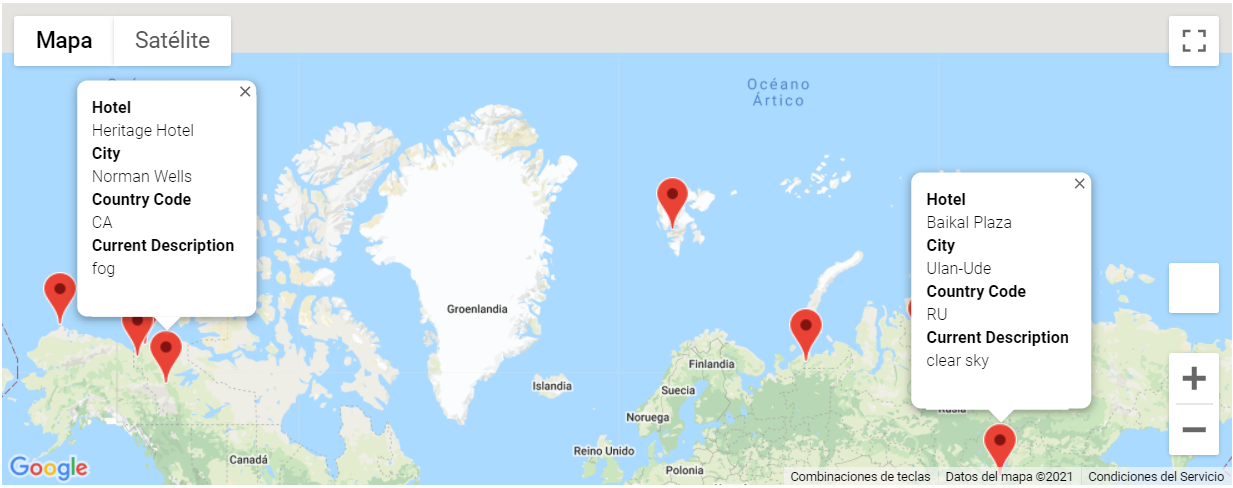 Mapa
Satélite
Océano
Ártico
Hotel
Heritage Hotel
City
Norman Wells
Country Code
CA
Current Description
fog
Hotel
Baikal Plaza
City
Ulan-Ude
Country Code
RU
Current Description
clear sky
Groenlandia
Finlandia
Islandia
Suecia
Noruega
Rusia
Reino Unido
Canadá
Polonia
Google
Combinaciones de teclas
Datos del mapa ©2021
Condiciones del Servicio